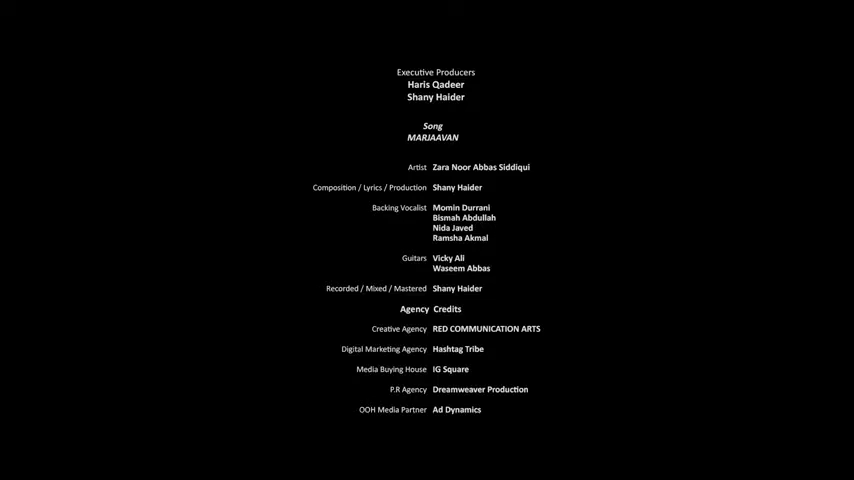 Executive Producers
Haris Qadeer
Shany Haider
Song
MARJAAVAN
Artist Zara Noor Abbas Siddiqui
Composition / Lyrics / Production Shany Haider
Backing Vocalist Momin Durrani
Bismah Abdullah
Nida Javed
Ramsha Akmal
Guitars Vicky Ali
Waseem Abbas
Recorded / Mixed / Mastered Shany Haider
Agency Credits
Creative Agency RED COMMUNICATION ARTS
Digital Marketing Agency Hashtag Tribe
Media Buying House IG Square
P.R Agency Dreamweaver Production
OOH Media Partner Ad Dynamics